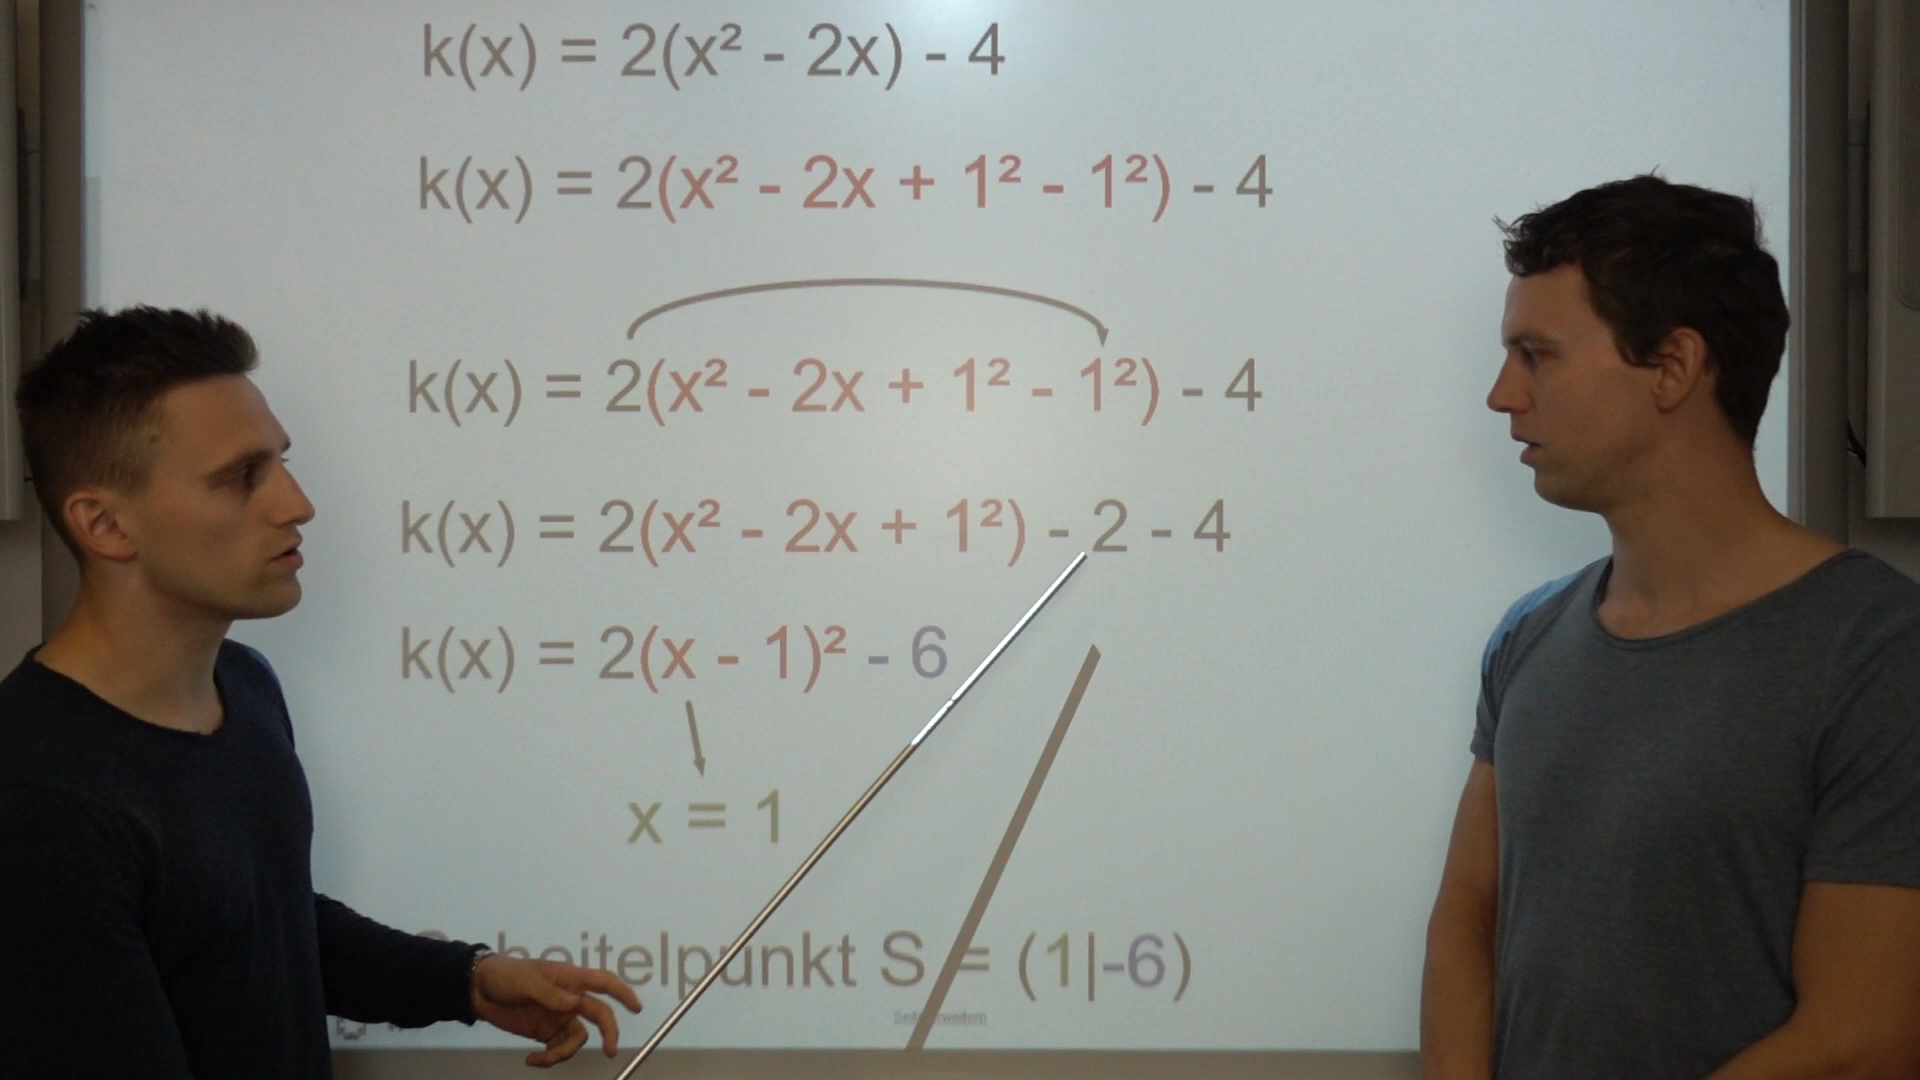 k(x) = 2(x² - 2x) - 4
k(x) = 2(x² - 2x + 1² - 1²) - 4
k(x) = 2(x² - 2x + 1² - 1²) - 4
k(x) = 2(x² - 2x + 1²) - 2 - 4
k(x) = 2(x - 1)² - 6
x = 1
Scheitelpunkt S = (1|-6)